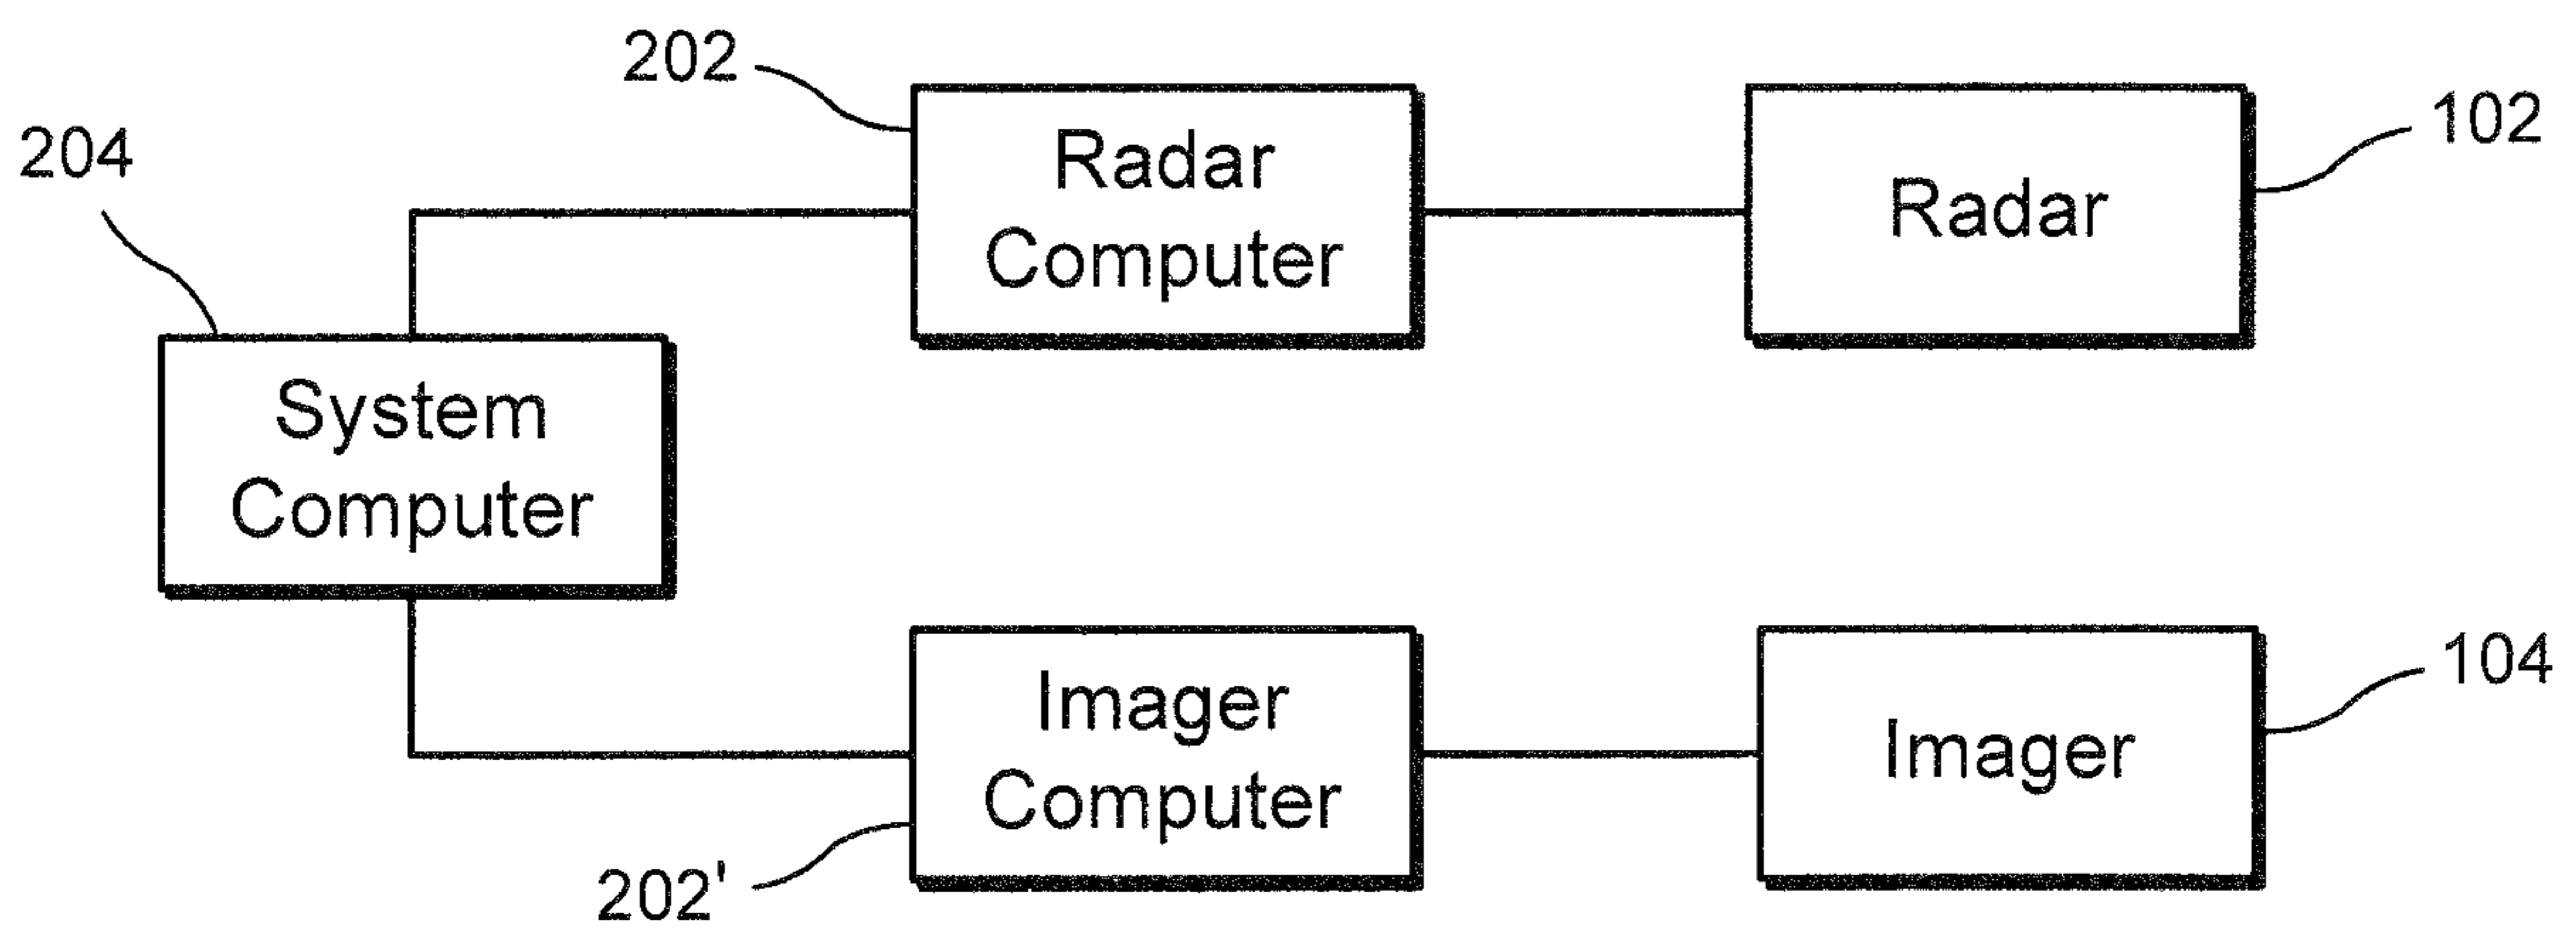 202
204
Radar
Computer
Radar
102
System
Computer
Imager
Computer
Imager
104
202'